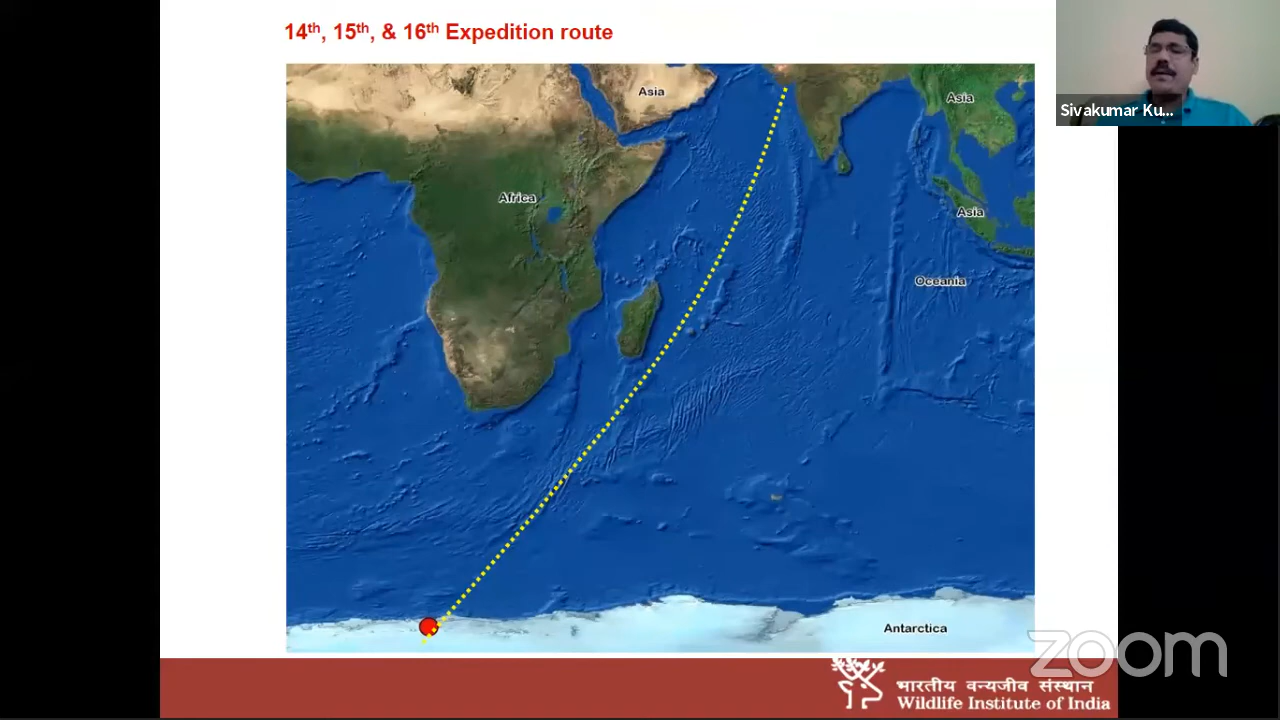 14th, 15th, & 16th Expedition route
Sivakumar Ku...
Asia
Asia
Africa
Asia
Oceania
Antarctica
zoom
भारतीय वन्यजीव संस्थान
Wildlife Institute of India